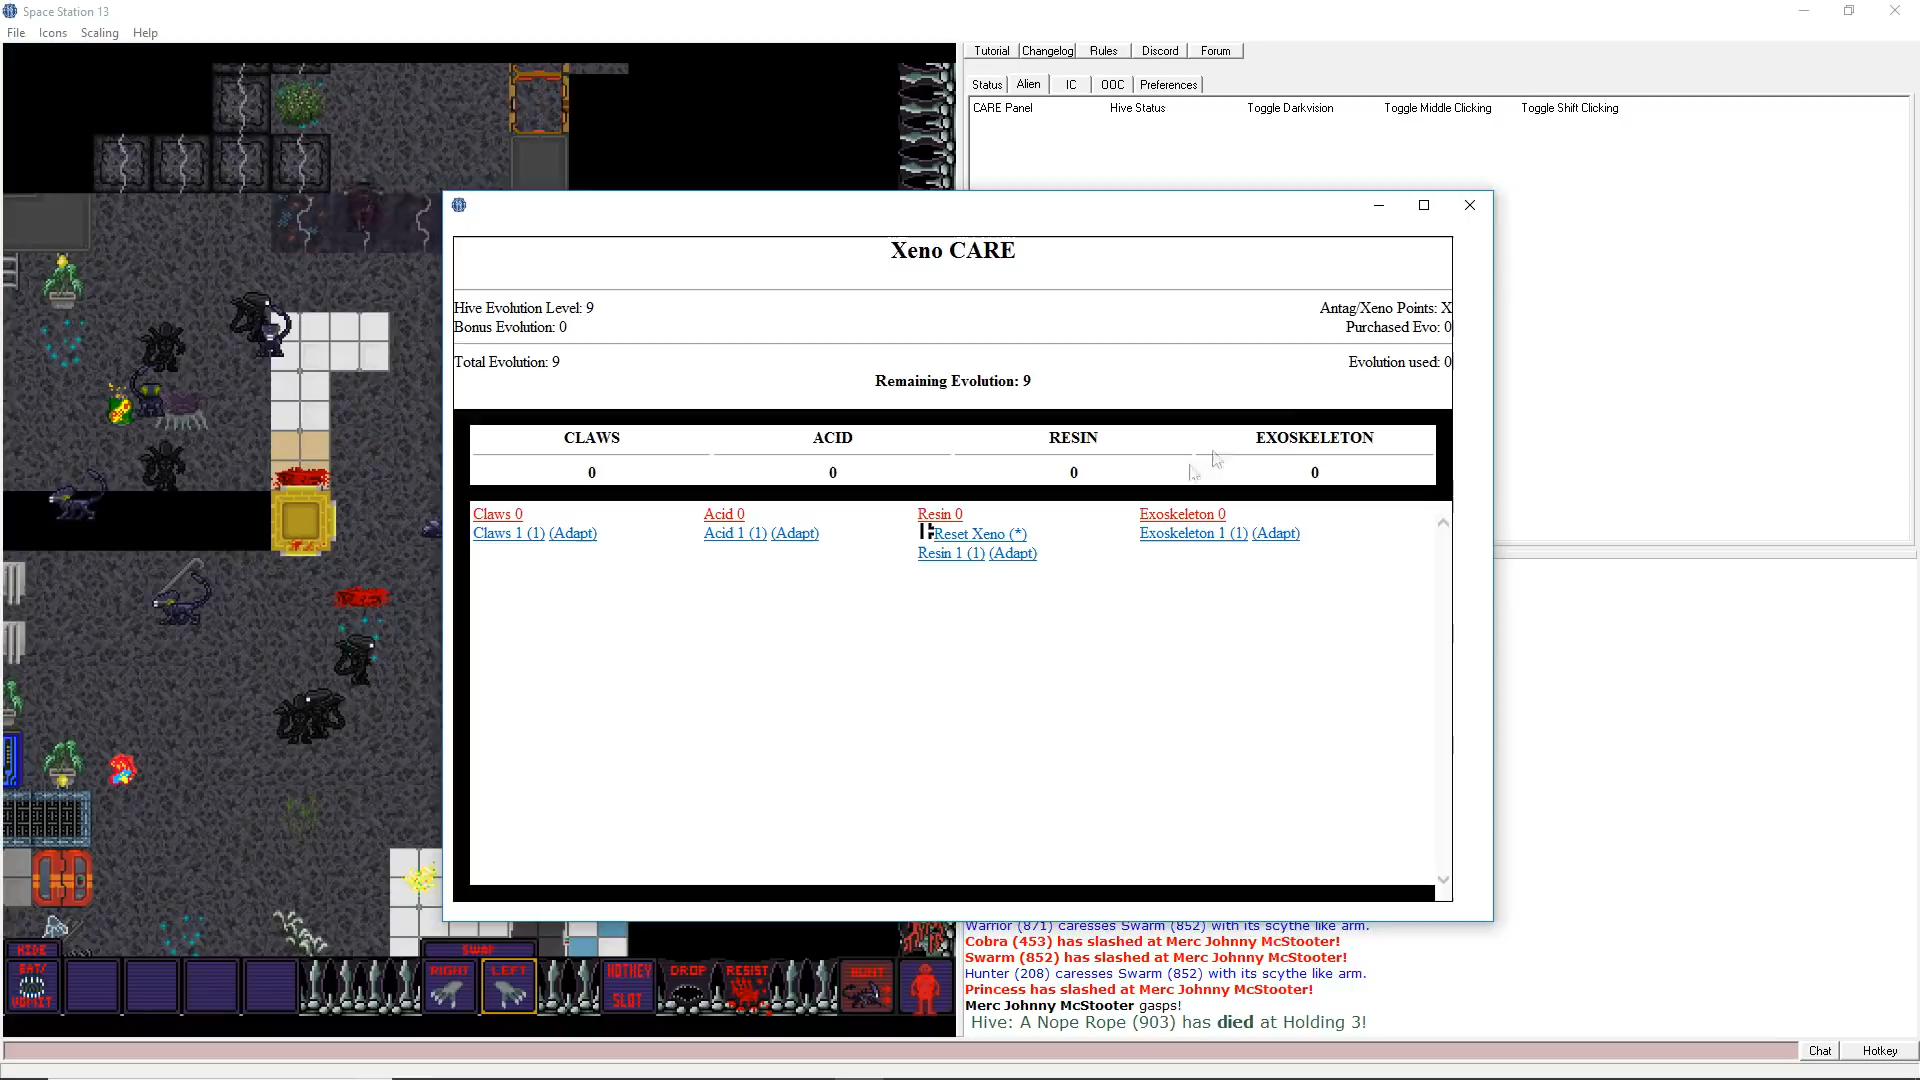 Space Station 13
File Icons Scaling Help
Tutorial Changelog Rules Discord Forum
Status Alien IC OOC Preferences
CARE Panel Hive Status Toggle Darkvision Toggle Middle Clicking Toggle Shift Clicking
Xeno CARE
Hive Evolution Level: 9 Antag/Xeno Points: X
Bonus Evolution: 0 Purchased Evo: 0
Total Evolution: 9 Evolution used: 0
Remaining Evolution: 9
CLAWS ACID RESIN EXOSKELETON
0 0 0 0
Claws 0 Acid 0 Resin 0 Exoskeleton 0
Claws 1 (1) (Adapt) Acid 1 (1) (Adapt) Reset Xeno (*) Exoskeleton 1 (1) (Adapt)
Resin 1 (1) (Adapt)
Warrior (871) caresses Swarm (852) with its scythe like arm.
Cobra (453) has slashed at Merc Johnny McStooter!
Swarm (852) has slashed at Merc Johnny McStooter!
Hunter (208) caresses Swarm (852) with its scythe like arm.
Princess has slashed at Merc Johnny McStooter!
Merc Johnny McStooter gasps!
Hive: A Nope Rope (903) has died at Holding 3!
HIDE SWAP
EAT/ VOMIT RIGHT LEFT HOTKEY SLOT DROP RESIST HUNT
Chat Hotkey